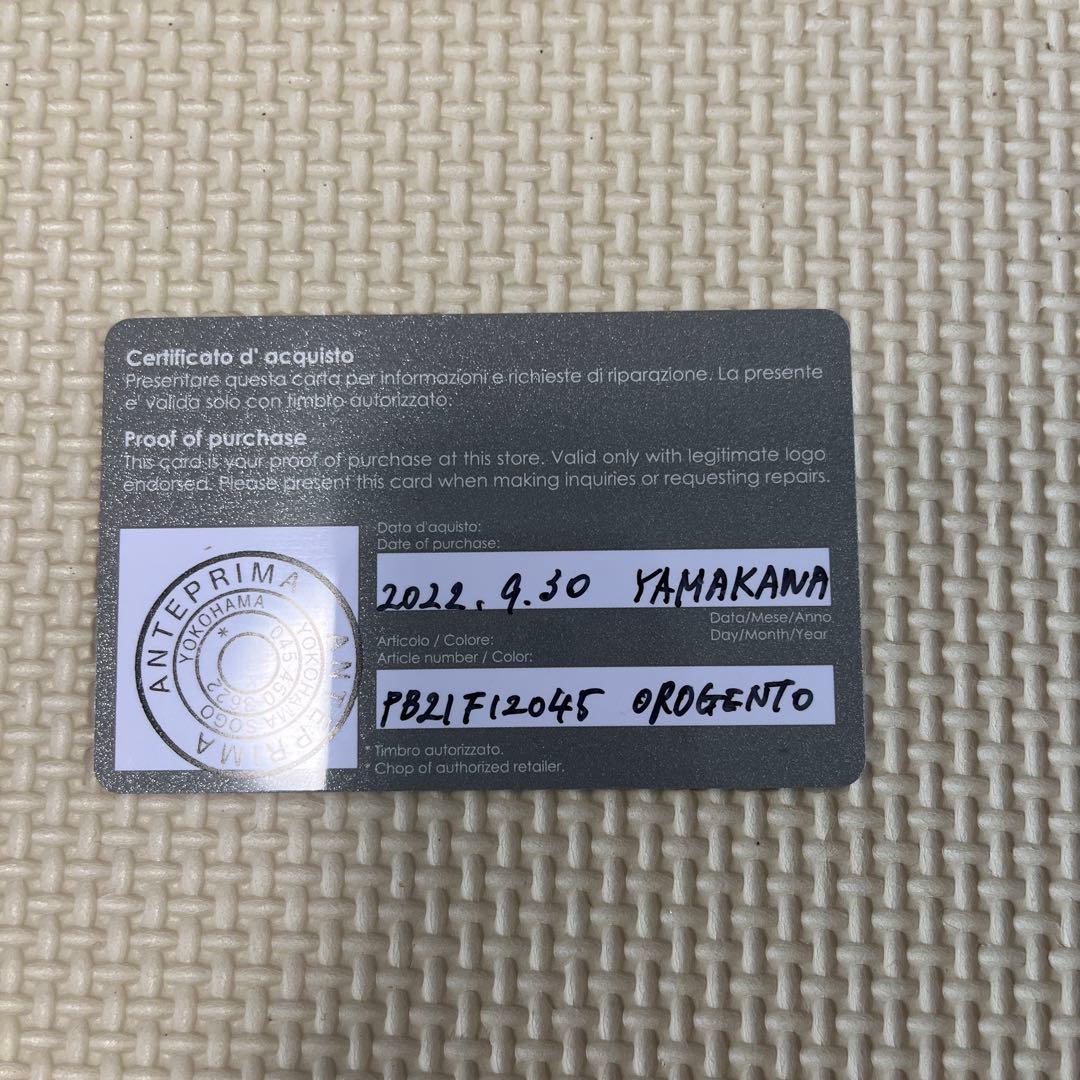 Certificato d' acquisto
Presentare questa carta per informazioni e richieste di riparazione. La presente
e' valida solo con timbro autorizzato.
Proof of purchase
This card is your proof of purchase at this store. Valid only with legitimate logo
endorsed. Please present this card when making inquiries or requesting repairs.
Data d'aquisto:
Date of purchase:
2022. 9.30 YAMAKANA
Data/Mese/Anno
Day/Month/Year
Articolo / Colore:
Article number / Color:
PB21F12045 OROGENTO
* Timbro autorizzato.
* Chop of authorized retailer.
ANTEPRIMA ANTEPRIMA
YOKOHAMA YOKOHAMA SOGO
* 045 450-3622